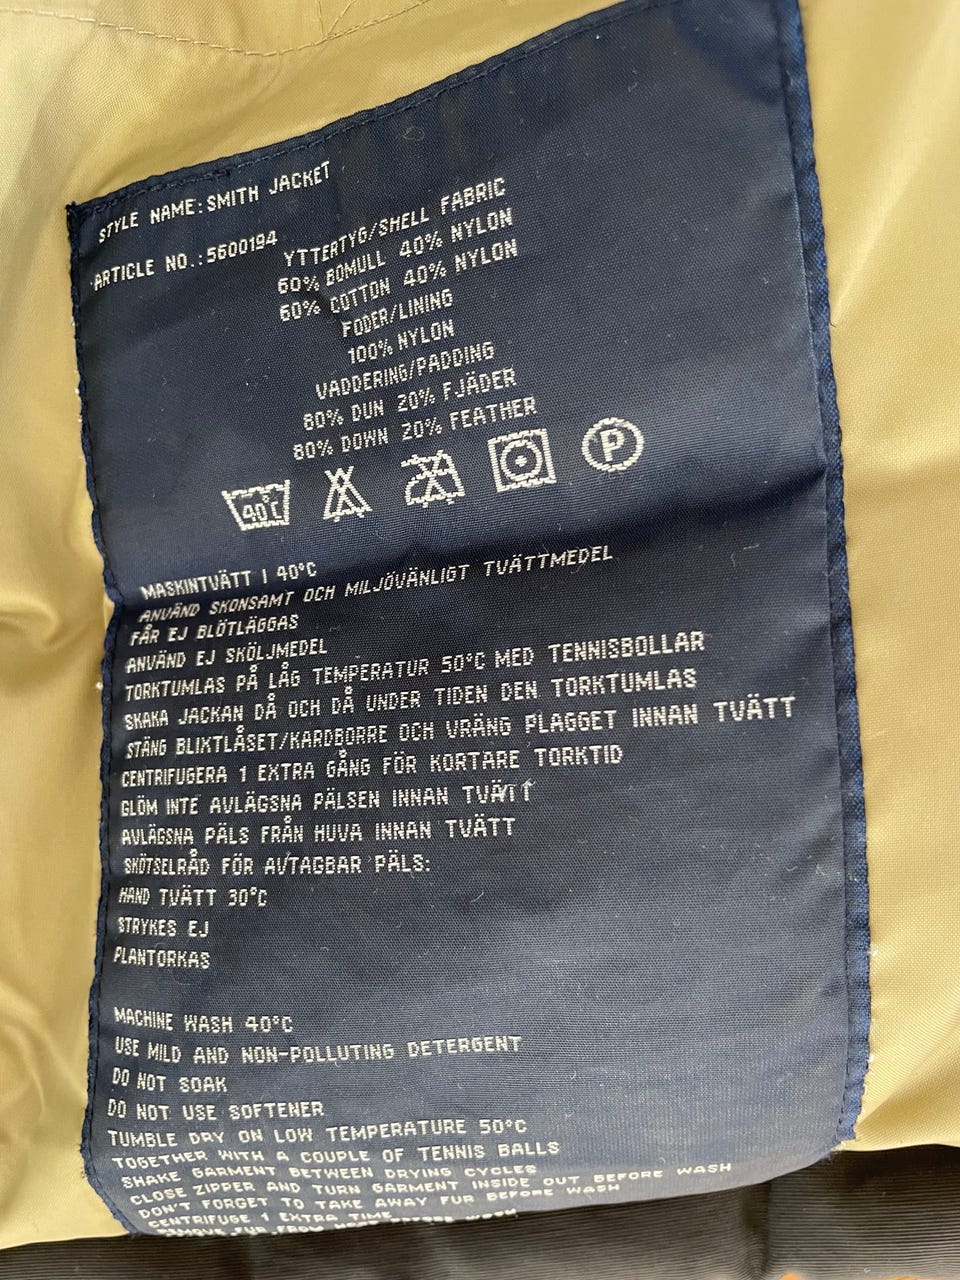 STYLE NAME: SMITH JACKET
ARTICLE NO.: 5600194
YTTERTYG/SHELL FABRIC
60% BOMULL 40% NYLON
60% COTTON 40% NYLON
FODER/LINING
100% NYLON
VADDERING/PADDING
80% DUN 20% FJÄDER
80% DOWN 20% FEATHER
40°C P
MASKINTVÄTT I 40°C
ANVÄND SKONSAMT OCH MILJÖVÄNLIGT TVÄTTMEDEL
FÅR EJ BLÖTLÄGGAS
ANVÄND EJ SKÖLJMEDEL
TORKTUMLAS PÅ LÅG TEMPERATUR 50°C MED TENNISBOLLAR
SKAKA JACKAN DÅ OCH DÅ UNDER TIDEN DEN TORKTUMLAS
STÄNG BLIXTLÅSET/KARDBORRE OCH VRÄNG PLAGGET INNAN TVÄTT
CENTRIFUGERA 1 EXTRA GÅNG FÖR KORTARE TORKTID
GLÖM INTE AVLÄGSNA PÄLSEN INNAN TVÄTT
AVLÄGSNA PÄLS FRÅN HUVA INNAN TVÄTT
SKÖTSELRÅD FÖR AVTAGBAR PÄLS:
HAND TVÄTT 30°C
STRYKES EJ
PLANTORKAS
MACHINE WASH 40°C
USE MILD AND NON-POLLUTING DETERGENT
DO NOT SOAK
DO NOT USE SOFTENER
TUMBLE DRY ON LOW TEMPERATURE 50°C
TOGETHER WITH A COUPLE OF TENNIS BALLS
SHAKE GARMENT BETWEEN DRYING CYCLES
CLOSE ZIPPER AND TURN GARMENT INSIDE OUT BEFORE WASH
DON'T FORGET TO TAKE AWAY FUR BEFORE WASH
CENTRIFUGE 1 EXTRA TIME
REMOVE FUR FROM HOOD BEFORE WASH